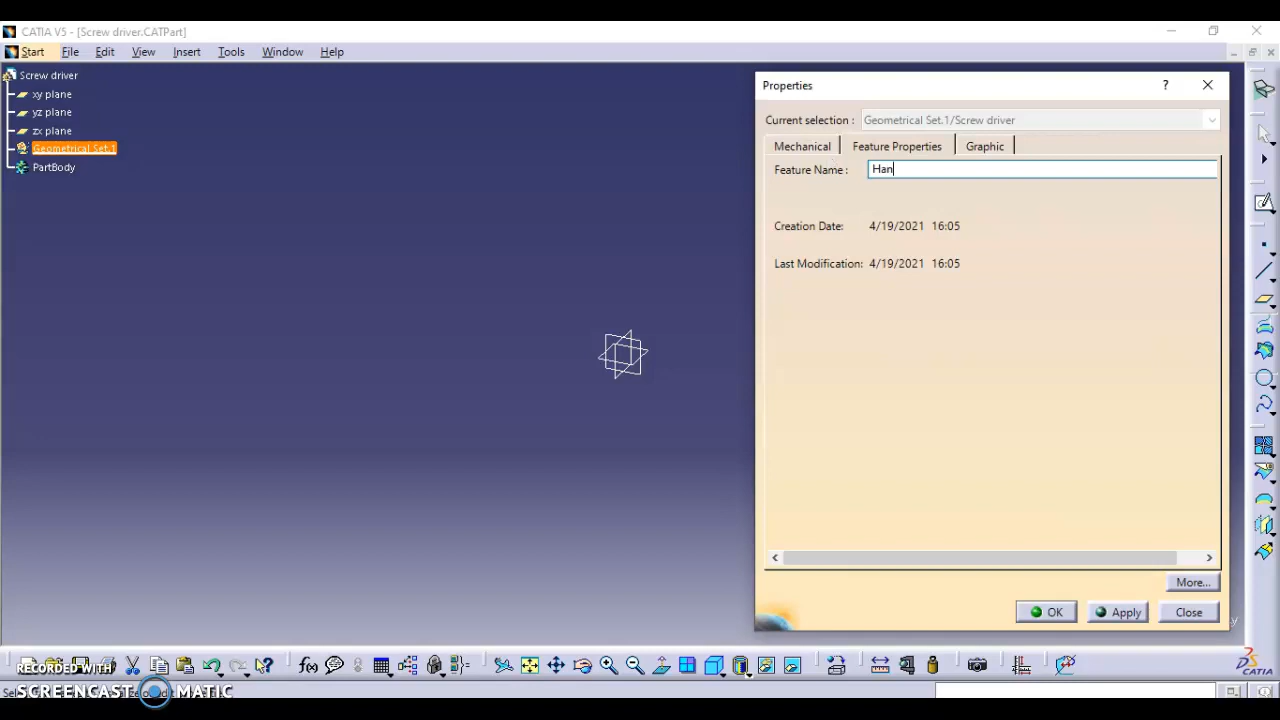 CATIA V5 - [Screw driver.CATPart]
Start File Edit View Insert Tools Window Help
Screw driver
xy plane
yz plane
zx plane
Geometrical Set.1
PartBody
Properties
?
Current selection : Geometrical Set.1/Screw driver
Mechanical Feature Properties Graphic
Feature Name : Han
Creation Date: 4/19/2021 16:05
Last Modification: 4/19/2021 16:05
More...
OK Apply Close
f(x)
CATIA
RECORDED WITH
SCREENCAST MATIC